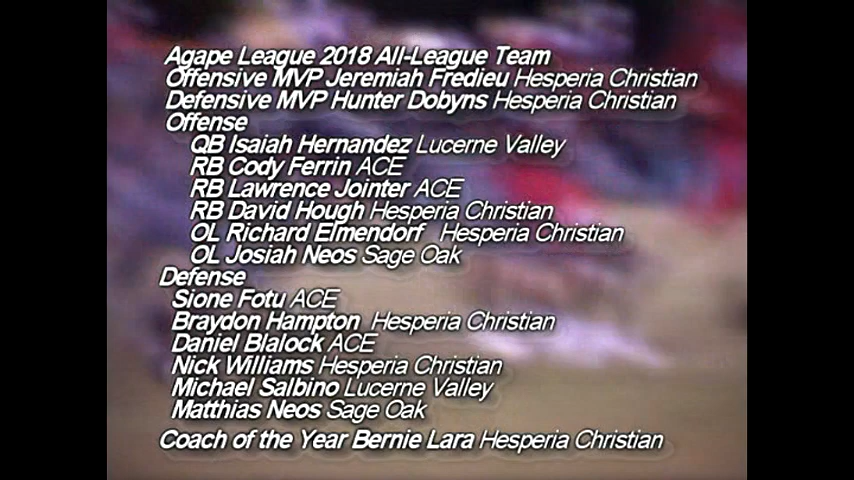 Agape League 2018 All-League Team
Offensive MVP Jeremiah Fredieu Hesperia Christian
Defensive MVP Hunter Dobyns Hesperia Christian
Offense
QB Isaiah Hernandez Lucerne Valley
RB Cody Ferrin ACE
RB Lawrence Jointer ACE
RB David Hough Hesperia Christian
OL Richard Elmendorf Hesperia Christian
OL Josiah Neos Sage Oak
Defense
Sione Fotu ACE
Braydon Hampton Hesperia Christian
Daniel Blalock ACE
Nick Williams Hesperia Christian
Michael Salbino Lucerne Valley
Matthias Neos Sage Oak
Coach of the Year Bernie Lara Hesperia Christian